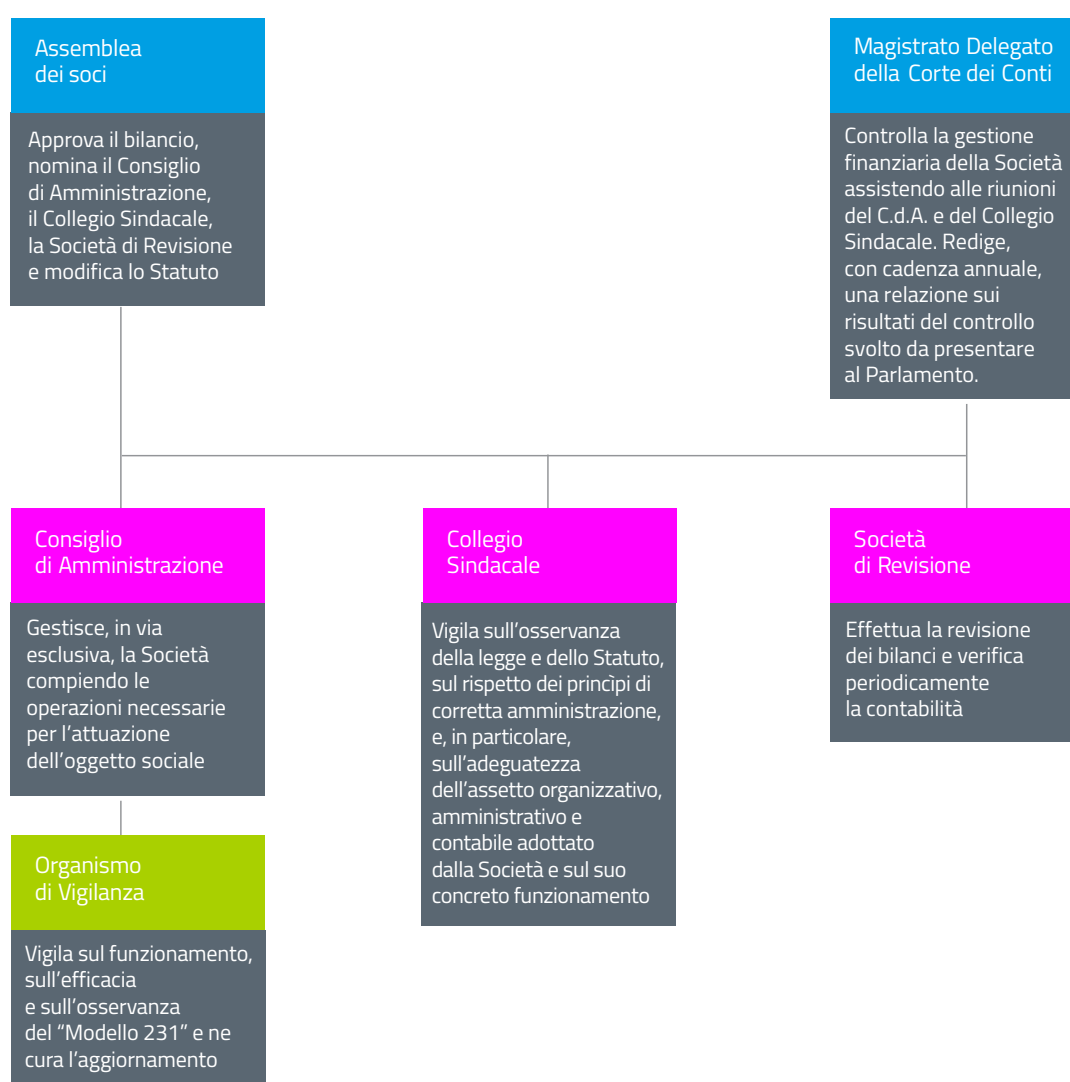 Assemblea
dei soci
Approva il bilancio,
nomina il Consiglio
di Amministrazione,
il Collegio Sindacale,
la Società di Revisione
e modifica lo Statuto
Magistrato Delegato
della Corte dei Conti
Controlla la gestione
finanziaria della Società
assistendo alle riunioni
del C.d.A. e del Collegio
Sindacale. Redige,
con cadenza annuale,
una relazione sui
risultati del controllo
svolto da presentare
al Parlamento.
Consiglio
di Amministrazione
Gestisce, in via
esclusiva, la Società
compiendo le
operazioni necessarie
per l’attuazione
dell’oggetto sociale
Collegio
Sindacale
Vigila sull’osservanza
della legge e dello Statuto,
sul rispetto dei princìpi di
corretta amministrazione,
e, in particolare,
sull’adeguatezza
dell’assetto organizzativo,
amministrativo e
contabile adottato
dalla Società e sul suo
concreto funzionamento
Società
di Revisione
Effettua la revisione
dei bilanci e verifica
periodicamente
la contabilità
Organismo
di Vigilanza
Vigila sul funzionamento,
sull’efficacia
e sull’osservanza
del “Modello 231” e ne
cura l’aggiornamento